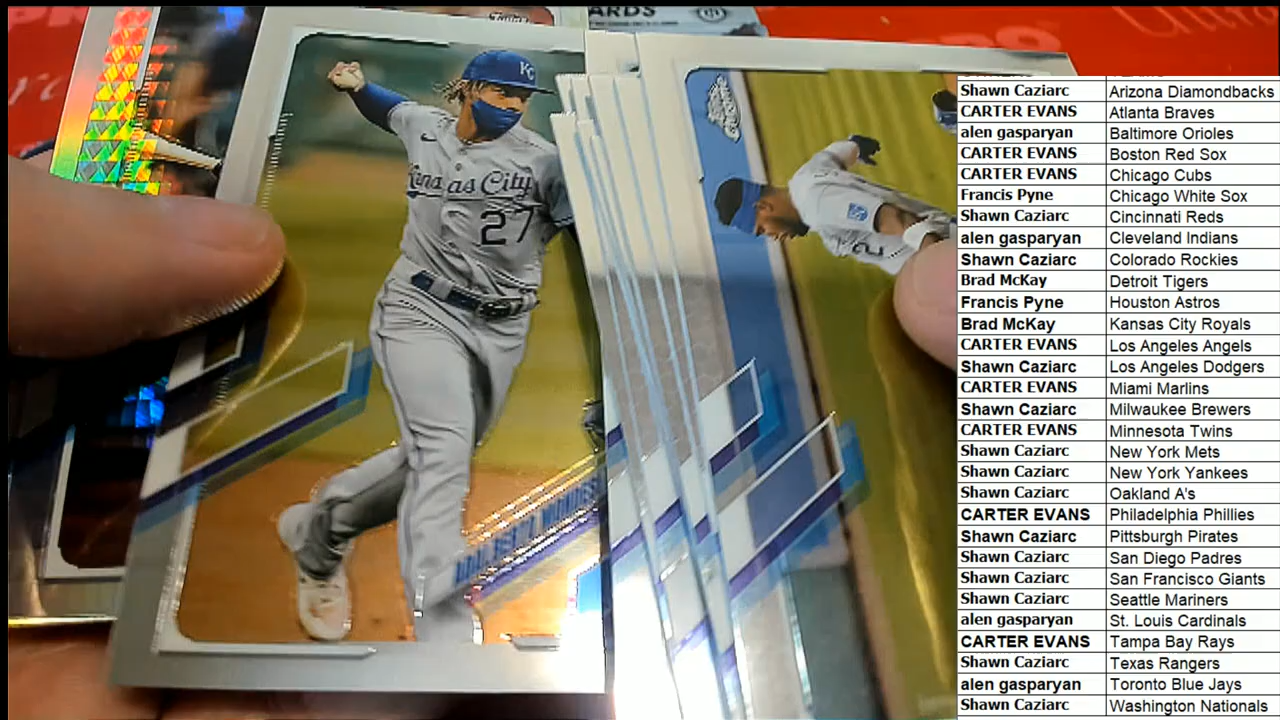 ARDS
KC
Kansas City
27
ADALBERTO MONDESI
Shawn Caziarc Arizona Diamondbacks
CARTER EVANS Atlanta Braves
alen gasparyan Baltimore Orioles
CARTER EVANS Boston Red Sox
CARTER EVANS Chicago Cubs
Francis Pyne Chicago White Sox
Shawn Caziarc Cincinnati Reds
alen gasparyan Cleveland Indians
Shawn Caziarc Colorado Rockies
Brad McKay Detroit Tigers
Francis Pyne Houston Astros
Brad McKay Kansas City Royals
CARTER EVANS Los Angeles Angels
Shawn Caziarc Los Angeles Dodgers
CARTER EVANS Miami Marlins
Shawn Caziarc Milwaukee Brewers
CARTER EVANS Minnesota Twins
Shawn Caziarc New York Mets
Shawn Caziarc New York Yankees
Shawn Caziarc Oakland A's
CARTER EVANS Philadelphia Phillies
Shawn Caziarc Pittsburgh Pirates
Shawn Caziarc San Diego Padres
Shawn Caziarc San Francisco Giants
Shawn Caziarc Seattle Mariners
alen gasparyan St. Louis Cardinals
CARTER EVANS Tampa Bay Rays
Shawn Caziarc Texas Rangers
alen gasparyan Toronto Blue Jays
Shawn Caziarc Washington Nationals